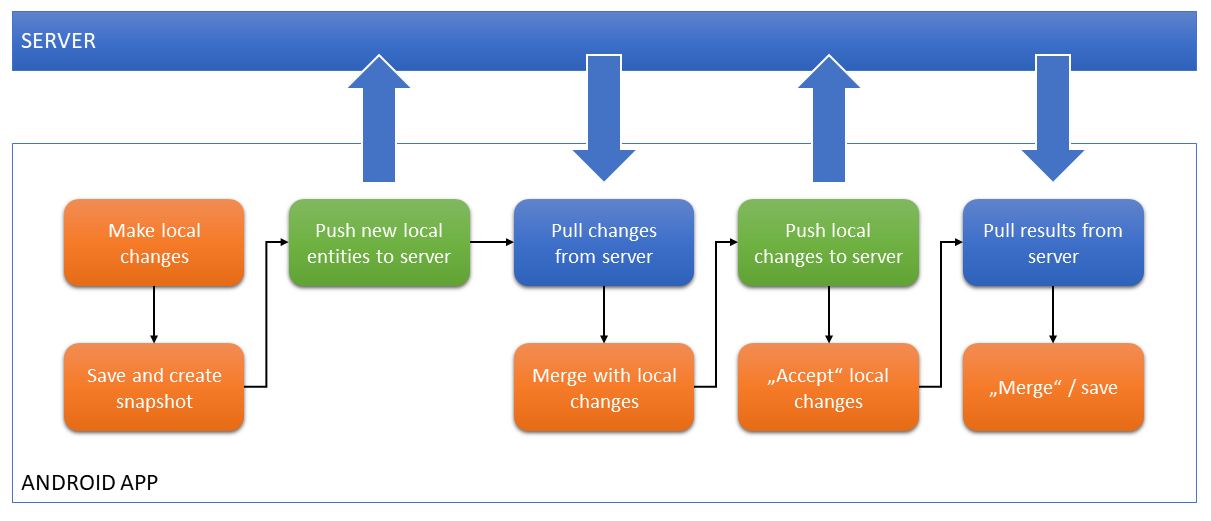 SERVER
Make local
changes
Save and create
snapshot
Push new local
entities to server
Pull changes
from server
Merge with local
changes
Push local
changes to server
„Accept“ local
changes
Pull results from
server
„Merge“ / save
ANDROID APP